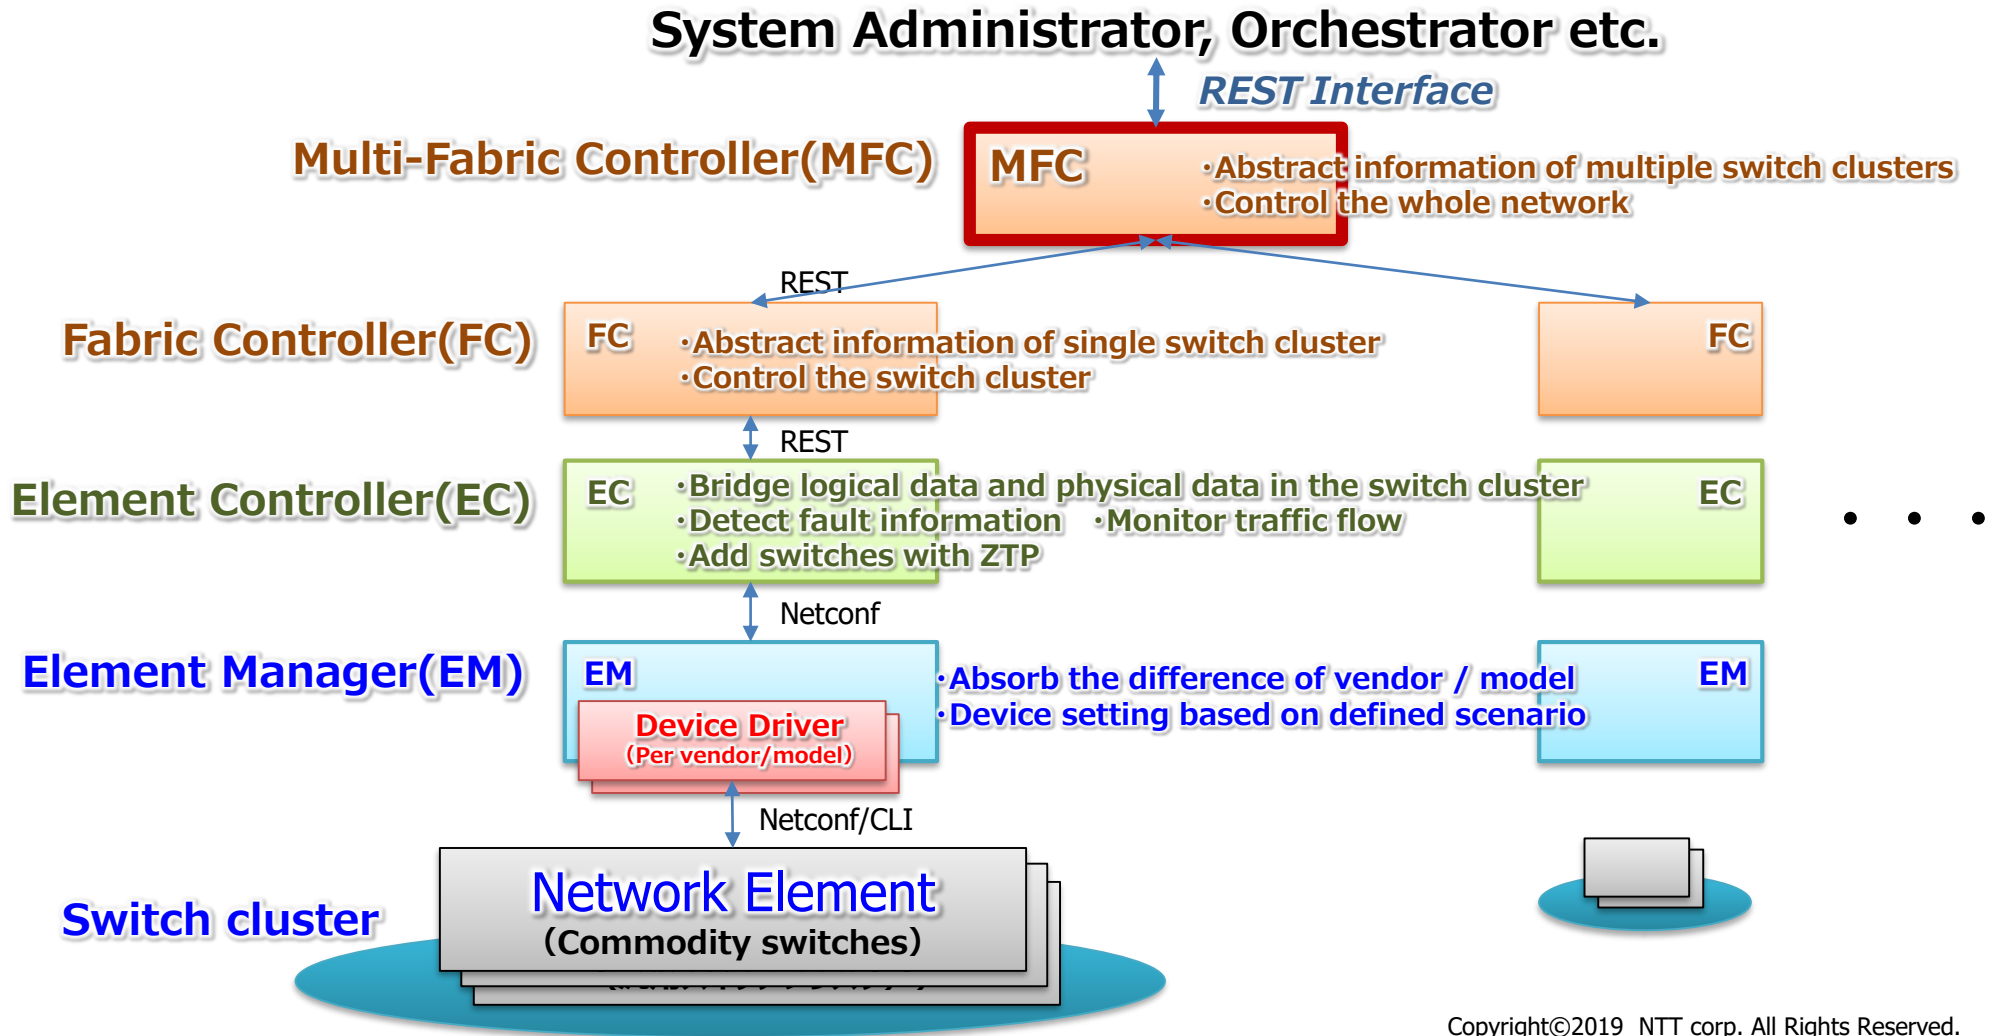 System Administrator, Orchestrator etc.
REST Interface
Multi-Fabric Controller(MFC)
MFC
・Abstract information of multiple switch clusters
・Control the whole network
REST
Fabric Controller(FC)
FC
・Abstract information of single switch cluster
・Control the switch cluster
FC
REST
Element Controller(EC)
EC
・Bridge logical data and physical data in the switch cluster
・Detect fault information ・Monitor traffic flow
・Add switches with ZTP
EC
・・・
Netconf
Element Manager(EM)
EM
・Absorb the difference of vendor / model
・Device setting based on defined scenario
EM
Device Driver
(Per vendor/model)
Netconf/CLI
Network Element
(Commodity switches)
Switch cluster
Copyright©2019 NTT corp. All Rights Reserved.